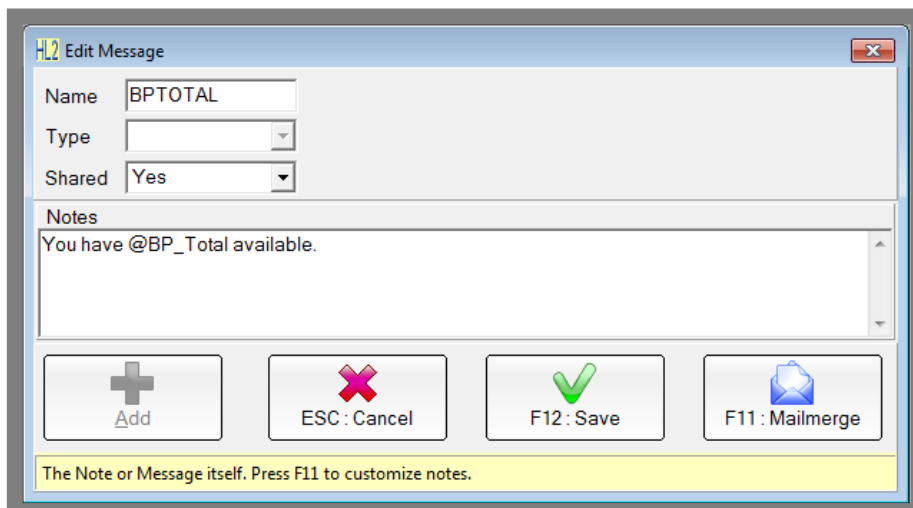 HL2 Edit Message
Name BPTOTAL
Type
Shared Yes
Notes
You have @BP_Total available.
Add
ESC : Cancel
F12 : Save
F11 : Mailmerge
The Note or Message itself. Press F11 to customize notes.